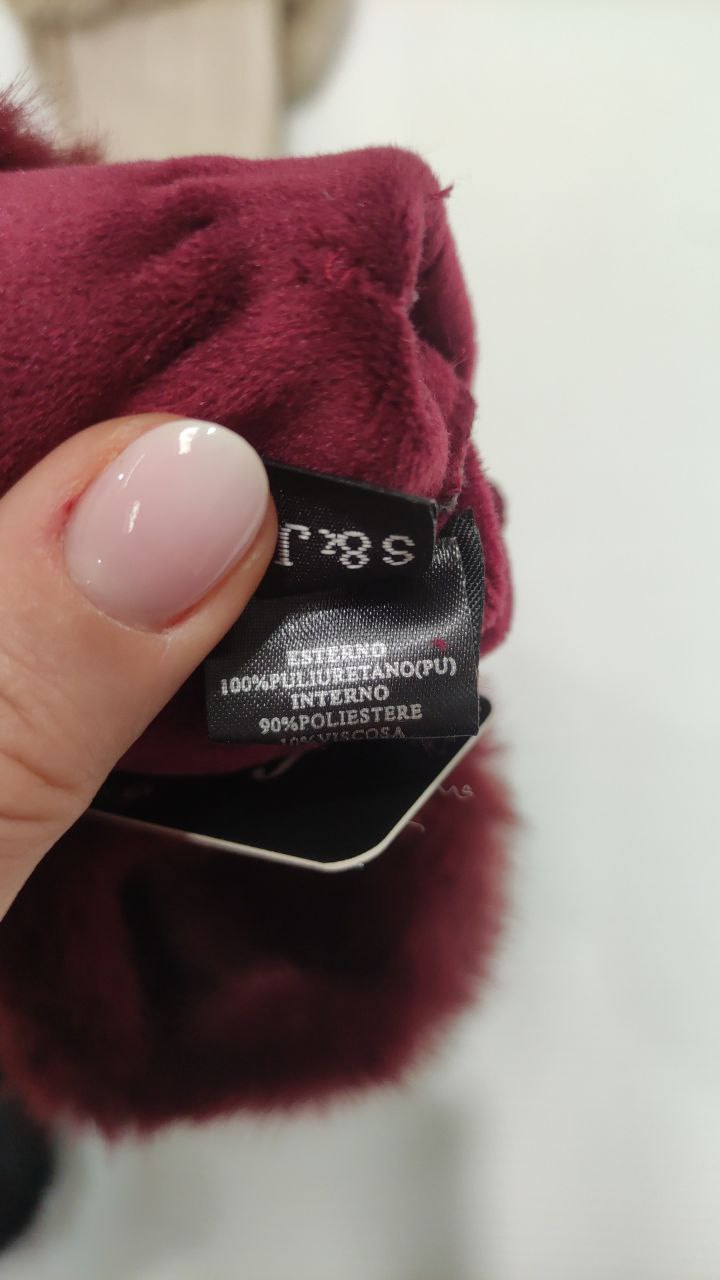 S & J
ESTERNO
100%PULIURETANO(PU)
INTERNO
90%POLIESTERE
10%VISCOSA